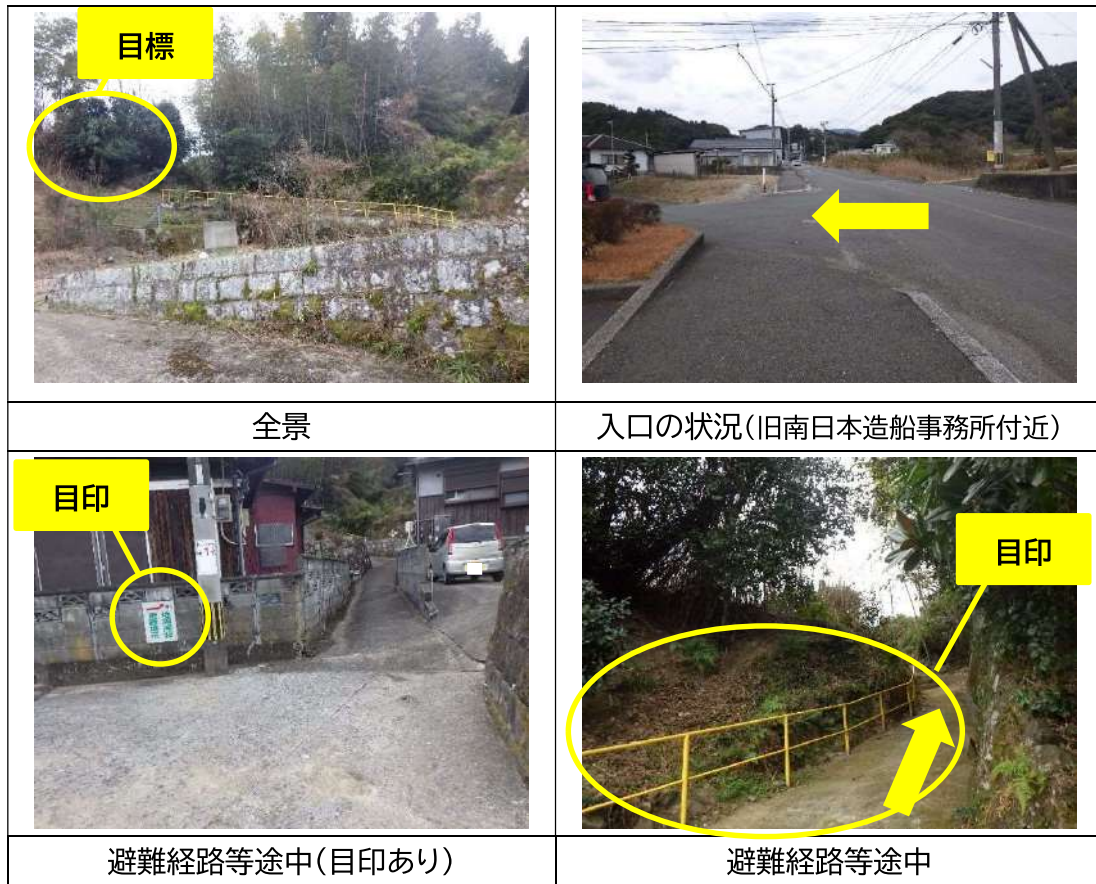 目標
全景
入口の状況(旧南日本造船事務所付近)
目印
目印
避難経路等途中(目印あり)
避難経路等途中